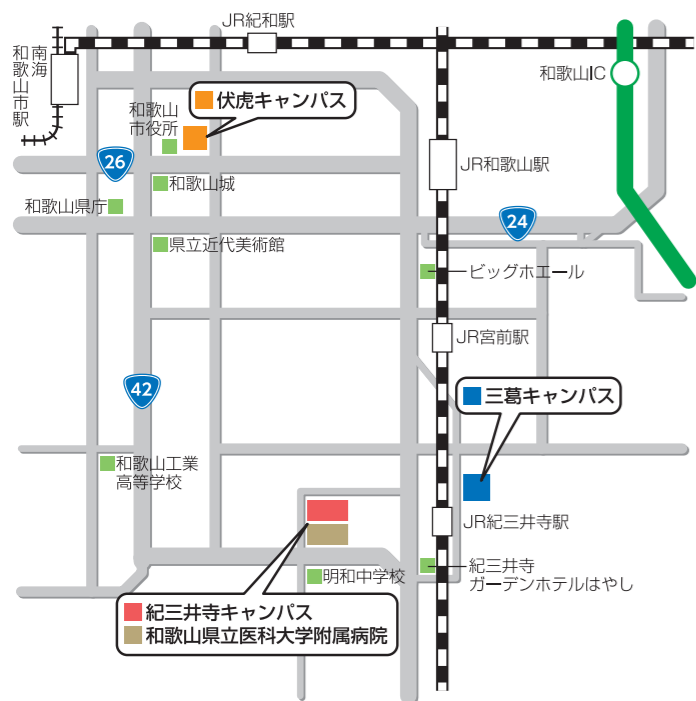 JR紀和駅
南海
和歌山市駅
和歌山IC
伏虎キャンパス
和歌山
市役所
JR和歌山駅
26
和歌山城
和歌山県庁
24
県立近代美術館
ビッグホエール
JR宮前駅
42
三葛キャンパス
和歌山工業
高等学校
JR紀三井寺駅
明和中学校
紀三井寺
ガーデンホテルはやし
紀三井寺キャンパス
和歌山県立医科大学附属病院